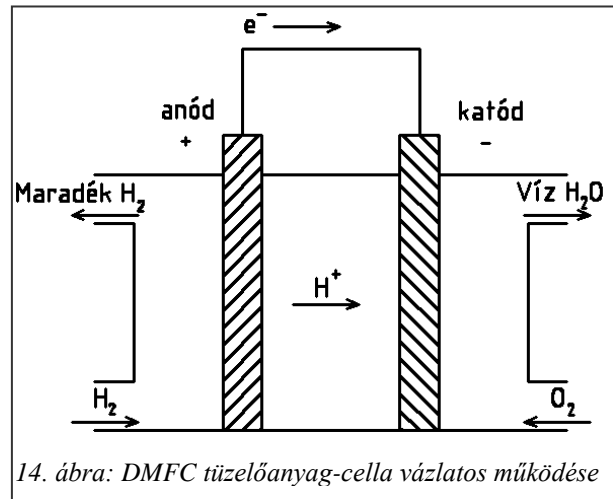 e⁻
anód
+
katód
-
Maradék H₂
Víz H₂O
H⁺
H₂
O₂
14. ábra: DMFC tüzelőanyag-cella vázlatos működése